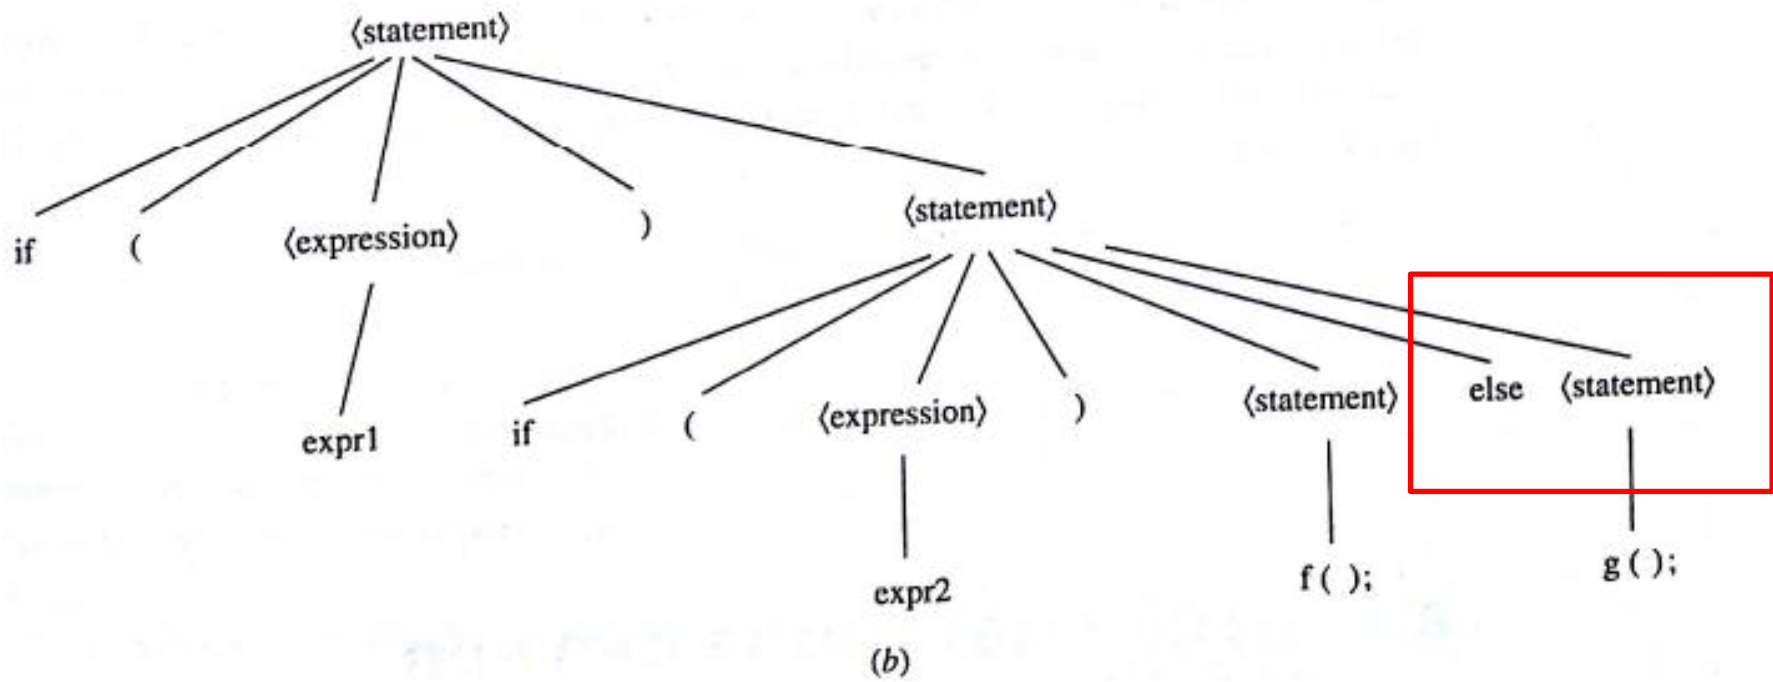 ⟨statement⟩
if ( ⟨expression⟩ ) ⟨statement⟩
expr1 if ( ⟨expression⟩ ) ⟨statement⟩ else ⟨statement⟩
expr2 f ( ); g ( );
(b)